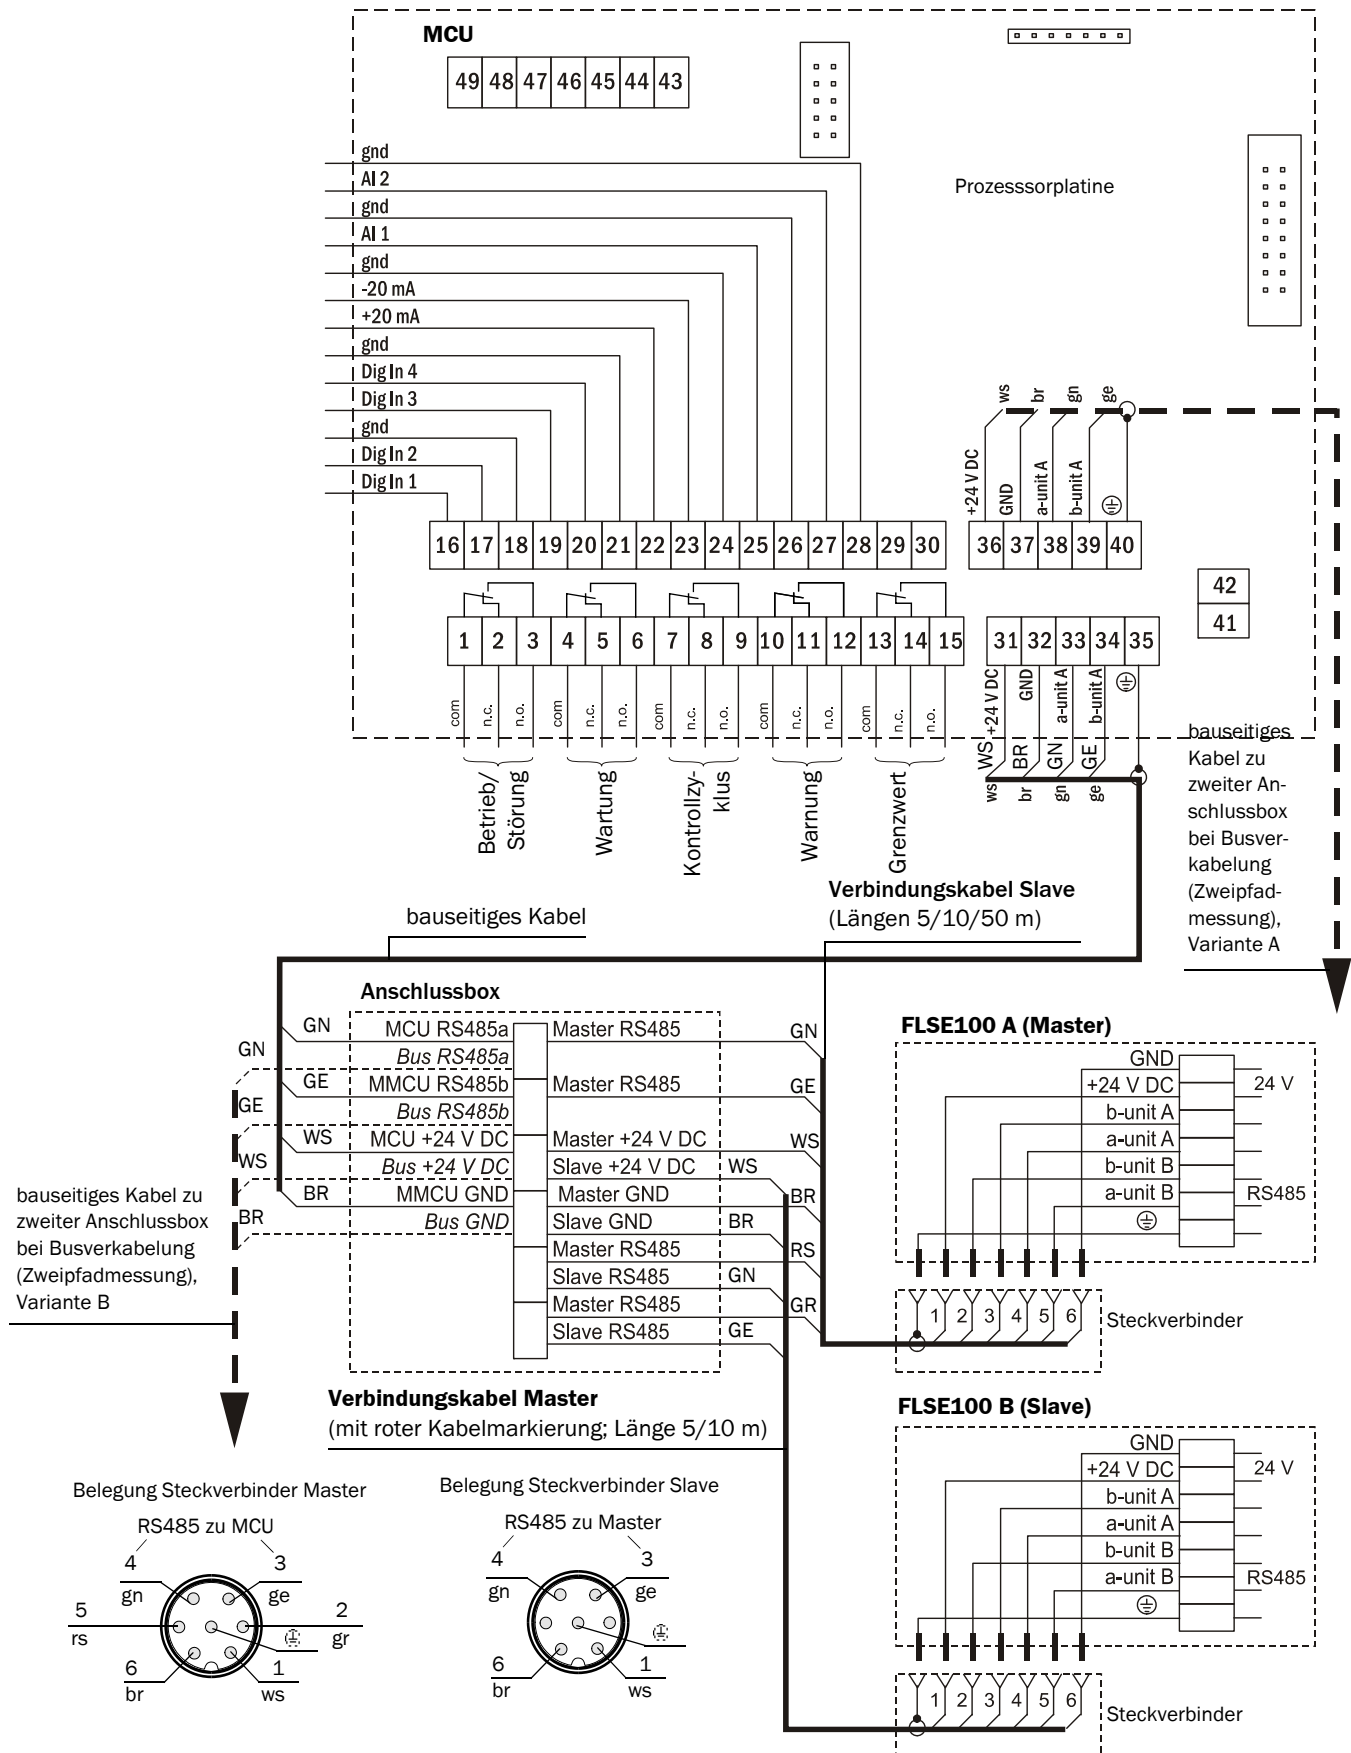 MCU
49 48 47 46 45 44 43
Prozesssorplatine
gnd
AI 2
gnd
AI 1
gnd
-20 mA
+20 mA
gnd
Dig In 4
Dig In 3
gnd
Dig In 2
Dig In 1
ws br gn ge
+24 V DC
GND
a-unit A
b-unit A
16 17 18 19 20 21 22 23 24 25 26 27 28 29 30
36 37 38 39 40
42
41
1 2 3 4 5 6 7 8 9 10 11 12 13 14 15
31 32 33 34 35
com n.c. n.o. com n.c. n.o. com n.c. n.o. com n.c. n.o. com n.c. n.o.
+24 V DC
GND
a-unit A
b-unit A
WS BR GN GE
ws br gn ge
Betrieb/
Störung
Wartung
Kontrollzy-
klus
Warnung
Grenzwert
bauseitiges
Kabel zu
zweiter An-
schlussbox
bei Busver-
kabelung
(Zweipfad-
messung),
Variante A
Verbindungskabel Slave
(Längen 5/10/50 m)
bauseitiges Kabel
Anschlussbox
GN MCU RS485a Master RS485 GN
GN Bus RS485a
GE MMCU RS485b Master RS485 GE
GE Bus RS485b
WS MCU +24 V DC Master +24 V DC WS
WS Bus +24 V DC Slave +24 V DC WS
BR MMCU GND Master GND BR
BR Bus GND Slave GND BR
Master RS485 RS
Slave RS485 GN
Master RS485 GR
Slave RS485 GE
bauseitiges Kabel zu
zweiter Anschlussbox
bei Busverkabelung
(Zweipfadmessung),
Variante B
FLSE100 A (Master)
GND
+24 V DC 24 V
b-unit A
a-unit A
b-unit B
a-unit B RS485
1 2 3 4 5 6
Steckverbinder
Verbindungskabel Master
(mit roter Kabelmarkierung; Länge 5/10 m)
FLSE100 B (Slave)
GND
+24 V DC 24 V
b-unit A
a-unit A
b-unit B
a-unit B RS485
1 2 3 4 5 6
Steckverbinder
Belegung Steckverbinder Master
RS485 zu MCU
4 3
gn ge
5 2
rs gr
6 1
br ws
Belegung Steckverbinder Slave
RS485 zu Master
4 3
gn ge
6 1
br ws